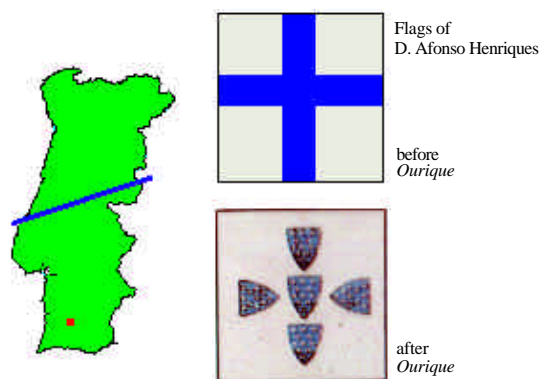 Flags of
D. Afonso Henriques
before
Ourique
after
Ourique